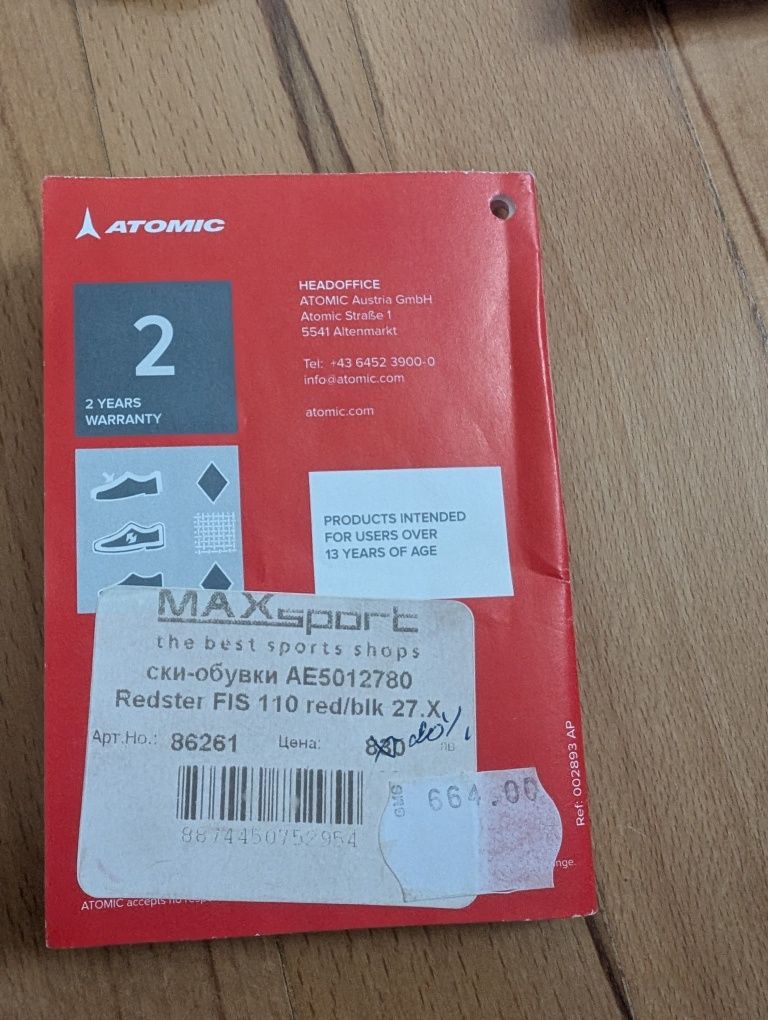 ATOMIC
2
2 YEARS
WARRANTY
HEADOFFICE
ATOMIC Austria GmbH
Atomic Straße 1
5541 Altenmarkt
Tel: +43 6452 3900-0
info@atomic.com
atomic.com
PRODUCTS INTENDED
FOR USERS OVER
13 YEARS OF AGE
MAXsport
the best sports shops
ски-обувки AE5012780
Redster FIS 110 red/blk 27.X
Арт.Но.: 86261 Цена: 830 лв
664.00
ATOMIC accepts no
Ref: 002893 AP